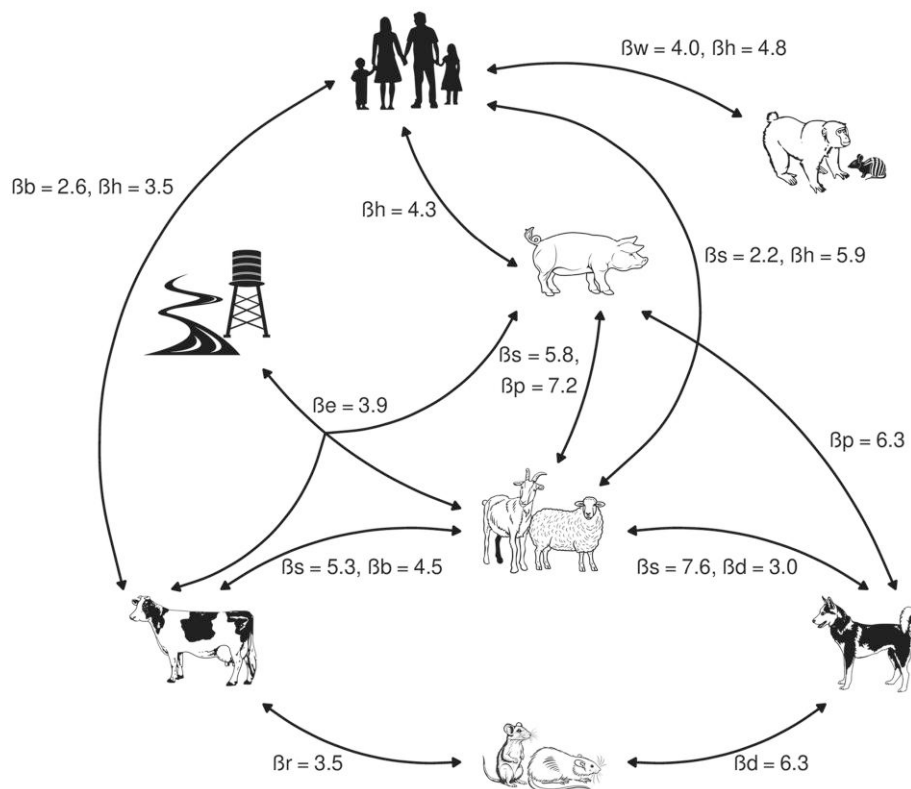 ßw = 4.0, ßh = 4.8
ßb = 2.6, ßh = 3.5
ßh = 4.3
ßs = 2.2, ßh = 5.9
ßs = 5.8,
ßp = 7.2
ße = 3.9
ßp = 6.3
ßs = 5.3, ßb = 4.5
ßs = 7.6, ßd = 3.0
ßr = 3.5
ßd = 6.3